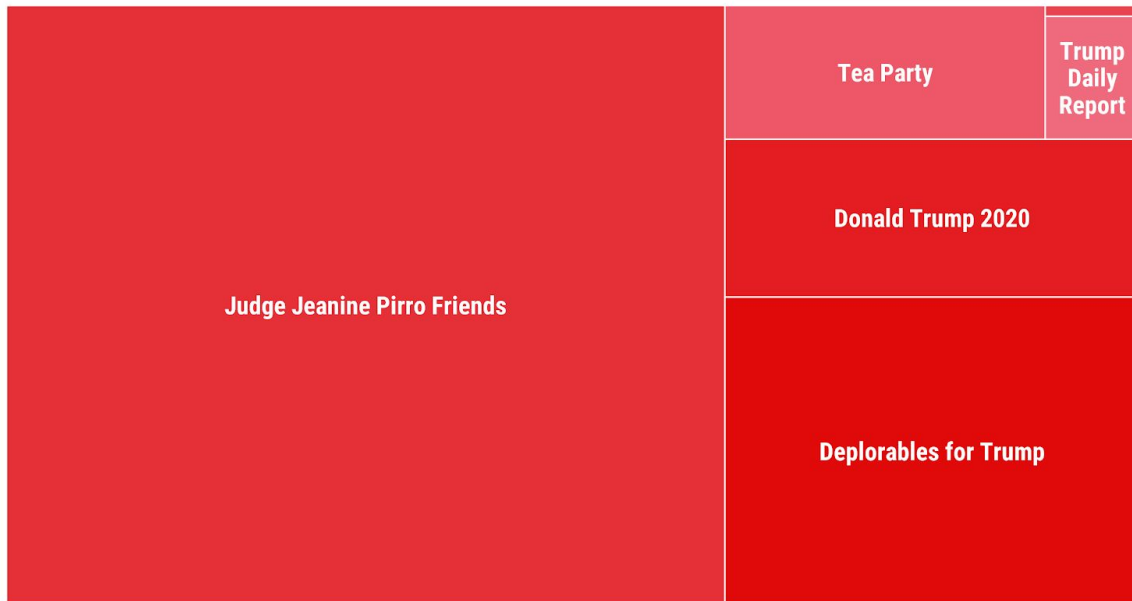 Judge Jeanine Pirro Friends
Tea Party
Trump
Daily
Report
Donald Trump 2020
Deplorables for Trump